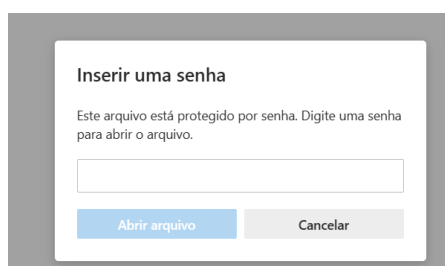 Inserir uma senha
Este arquivo está protegido por senha. Digite uma senha
para abrir o arquivo.
Abrir arquivo
Cancelar